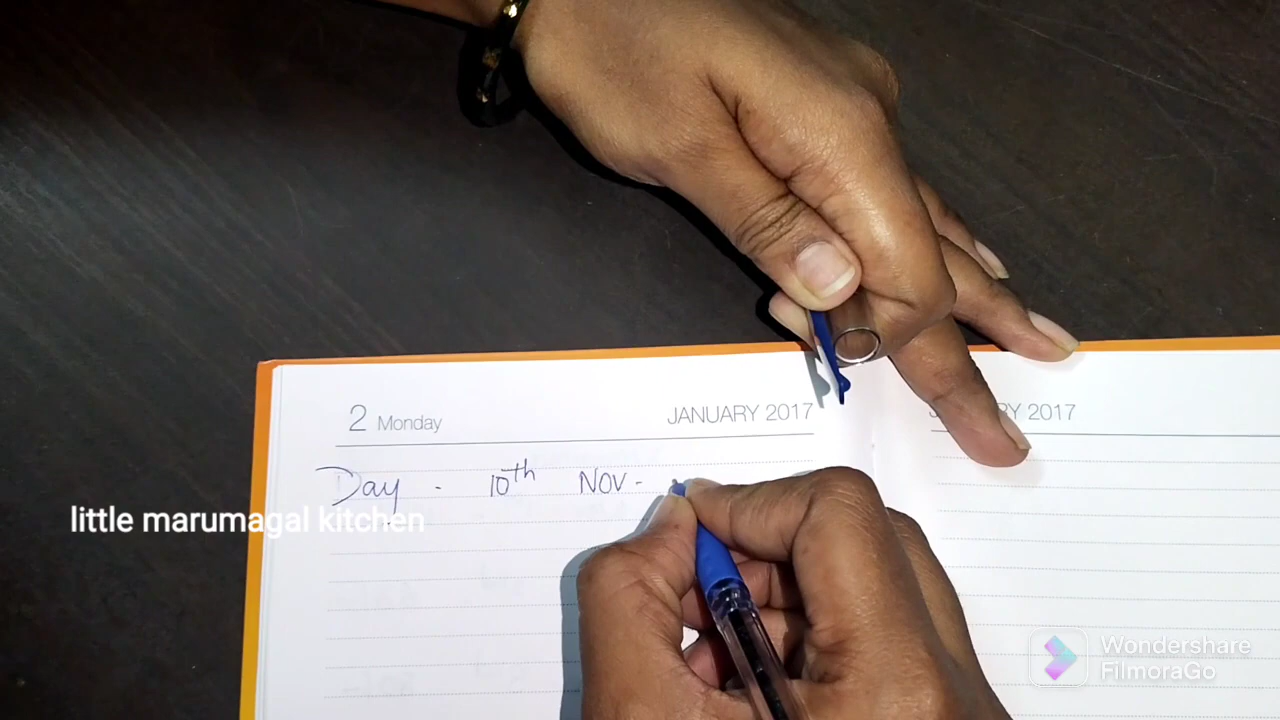 2 Monday JANUARY 2017
RY 2017
Day - 10th NOV -
little marumagal kitchen
Wondershare
FilmoraGo